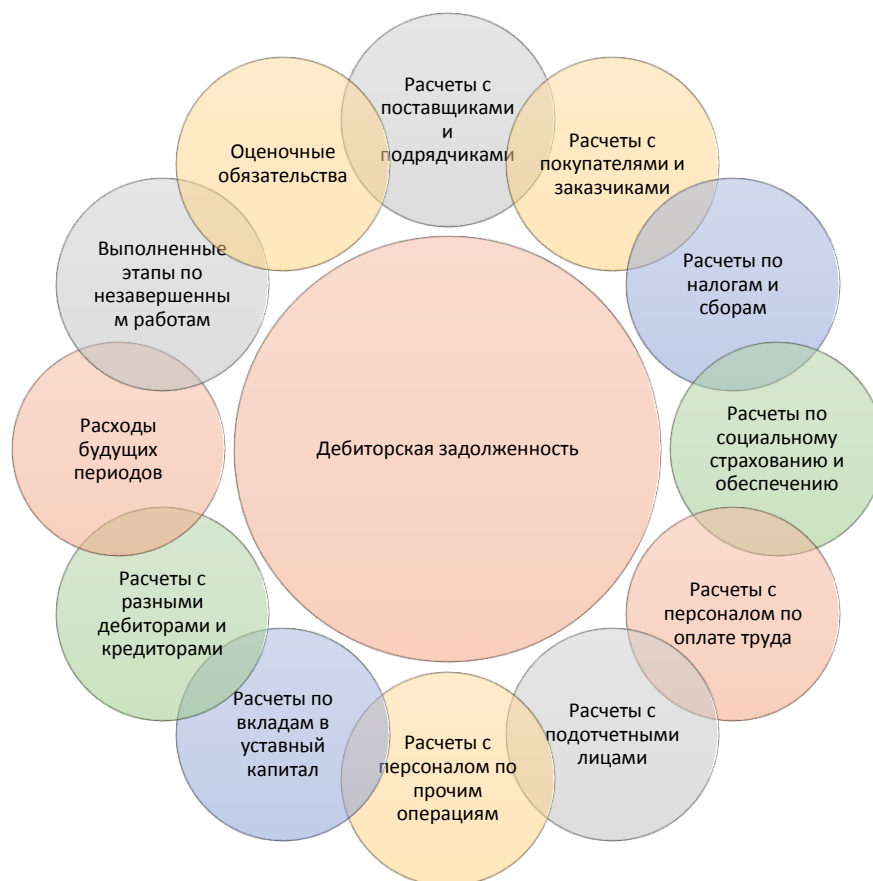 Расчеты с
поставщиками
и
подрядчиками
Расчеты с
покупателями и
заказчиками
Расчеты по
налогам и
сборам
Расчеты по
социальному
страхованию и
обеспечению
Расчеты с
персоналом по
оплате труда
Расчеты с
подотчетными
лицами
Расчеты с
персоналом по
прочим
операциям
Расчеты по
вкладам в
уставный
капитал
Расчеты с
разными
дебиторами и
кредиторами
Расходы
будущих
периодов
Выполненные
этапы по
незавершенны
м работам
Оценочные
обязательства
Дебиторская задолженность